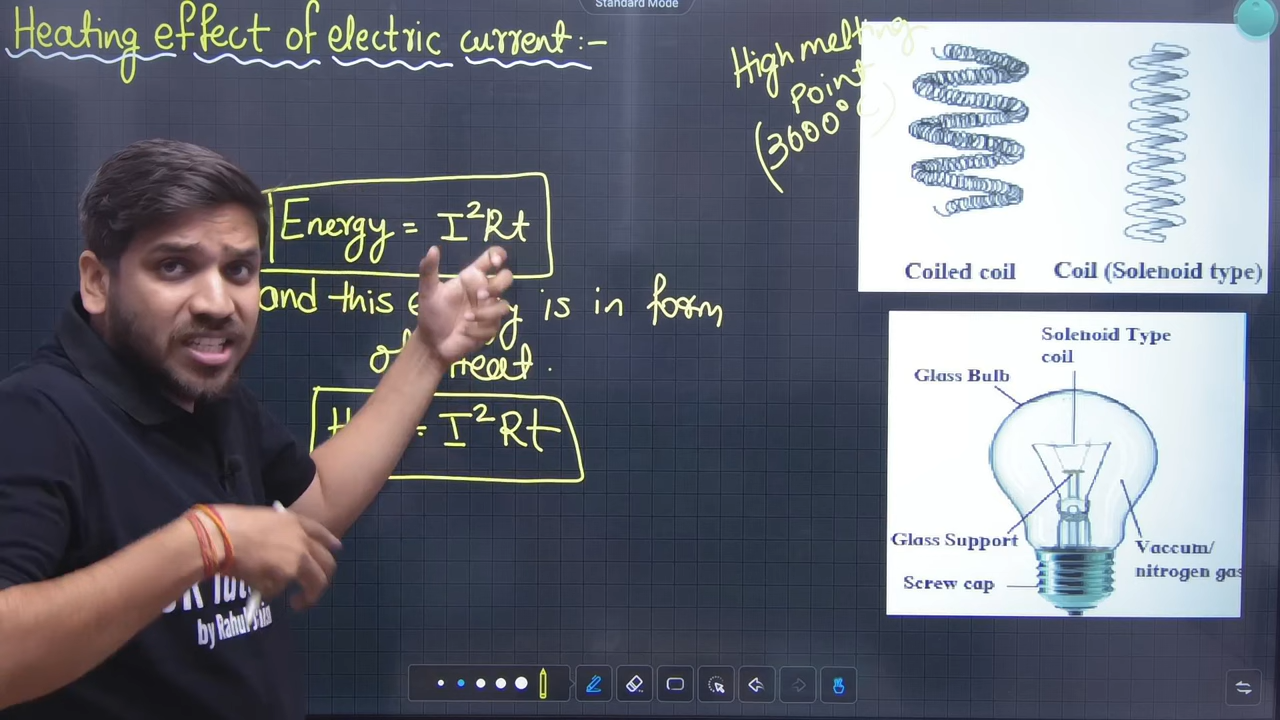 Standard Mode
Heating effect of electric current:-
High melting
Point
(3600°C)
Energy = I²Rt
and this is in form
of Heat.
= I²Rt
Coiled coil
Coil (Solenoid type)
Solenoid Type
coil
Glass Bulb
Glass Support
Vaccum/
nitrogen gas
Screw cap
by Rahul